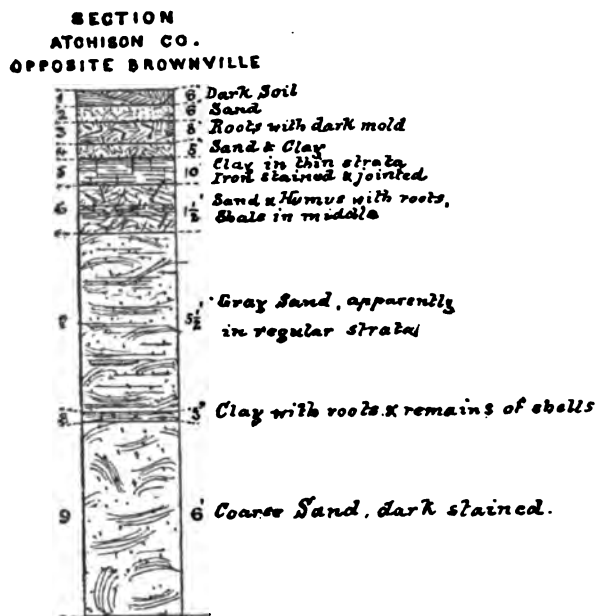 SECTION
ATCHISON CO.
OPPOSITE BROWNVILLE
1 6" Dark Soil
2 6" Sand
3 8" Roots with dark mold
4 5" Sand & Clay
5 10" Clay in thin strata
Iron stained & jointed
6 1½' Sand & Humus with roots,
Shale in middle
7 5½' Gray Sand, apparently
in regular strata
8 5" Clay with roots & remains of shells
9 6' Coarse Sand, dark stained.